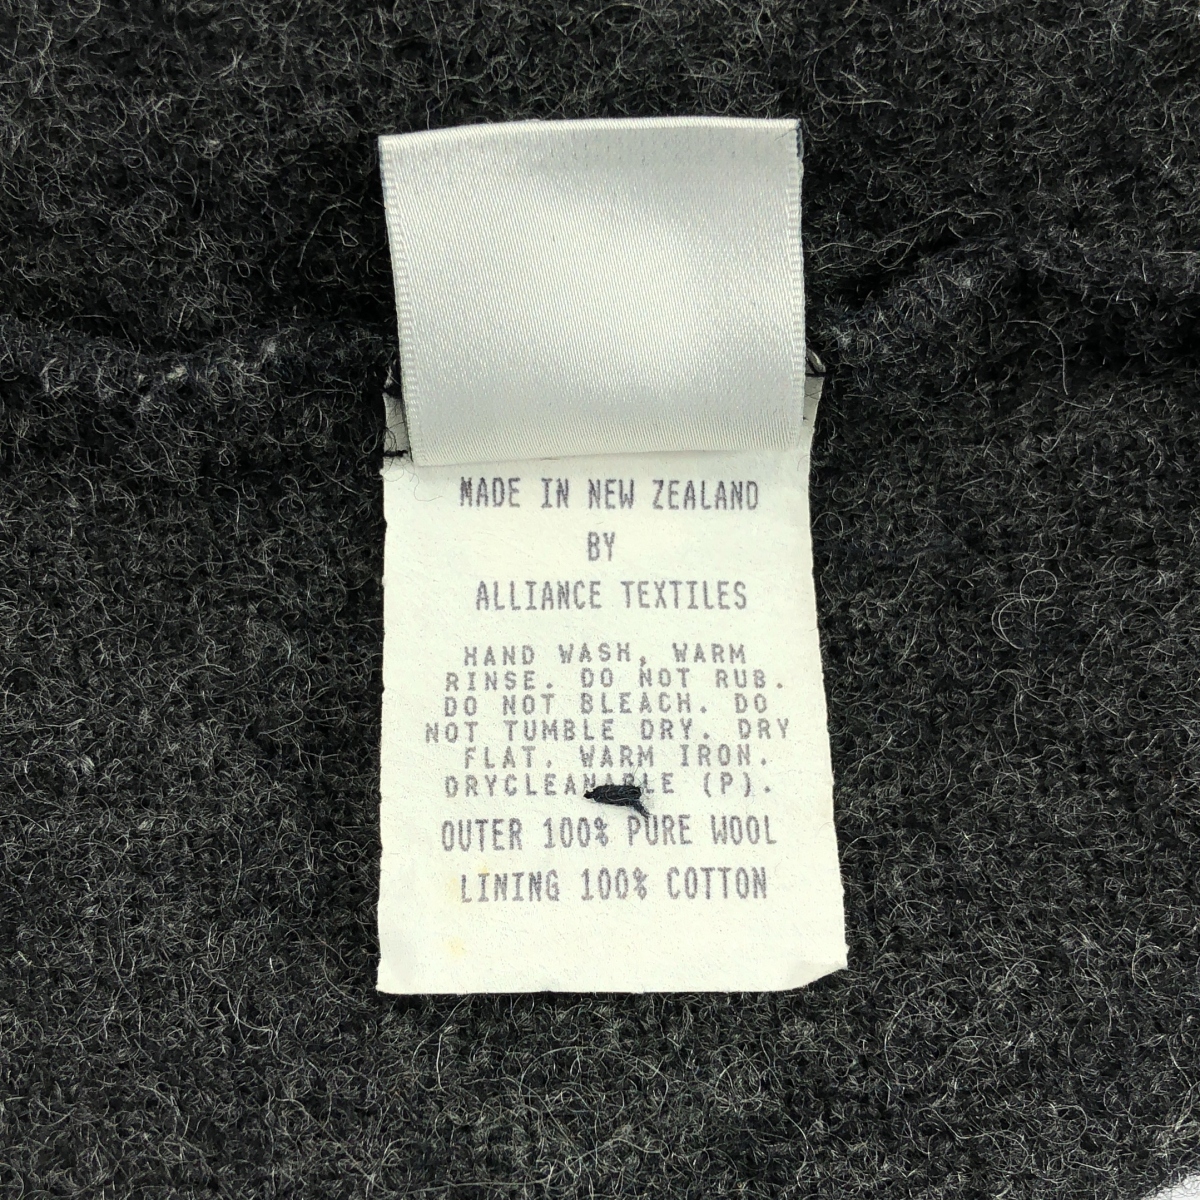 MADE IN NEW ZEALAND
BY
ALLIANCE TEXTILES
HAND WASH, WARM
RINSE. DO NOT RUB.
DO NOT BLEACH. DO
NOT TUMBLE DRY. DRY
FLAT. WARM IRON.
DRYCLEANABLE (P).
OUTER 100% PURE WOOL
LINING 100% COTTON